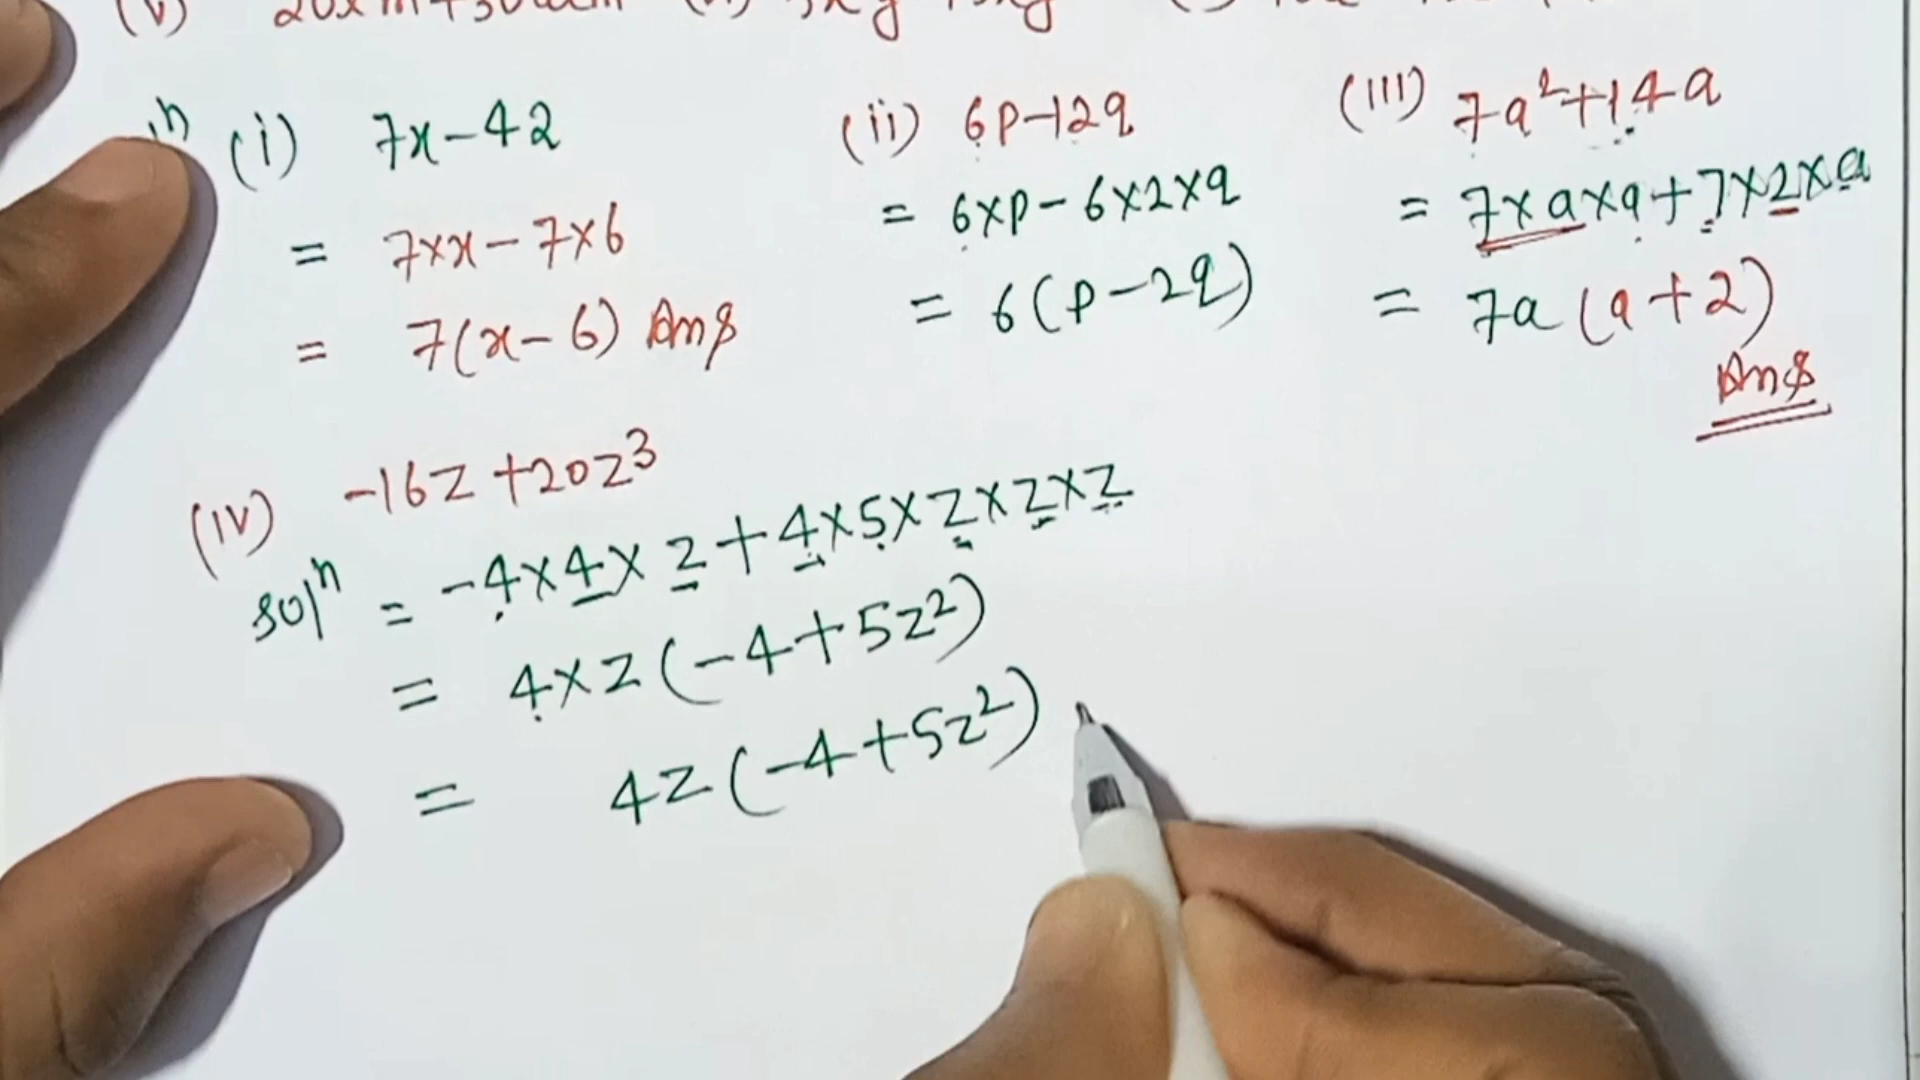 (V)
(i) 7x-42
= 7×x-7×6
= 7(x-6) Ans
(ii) 6p-12q
= 6×p-6×2×q
= 6(p-2q)
(III) 7a²+14a
= 7×a×a+7×2×a
= 7a(a+2)
Ans
(IV) -16z+20z³
Solⁿ = -4×4×z+4×5×z×z×z
= 4×z(-4+5z²)
= 4z(-4+5z²)